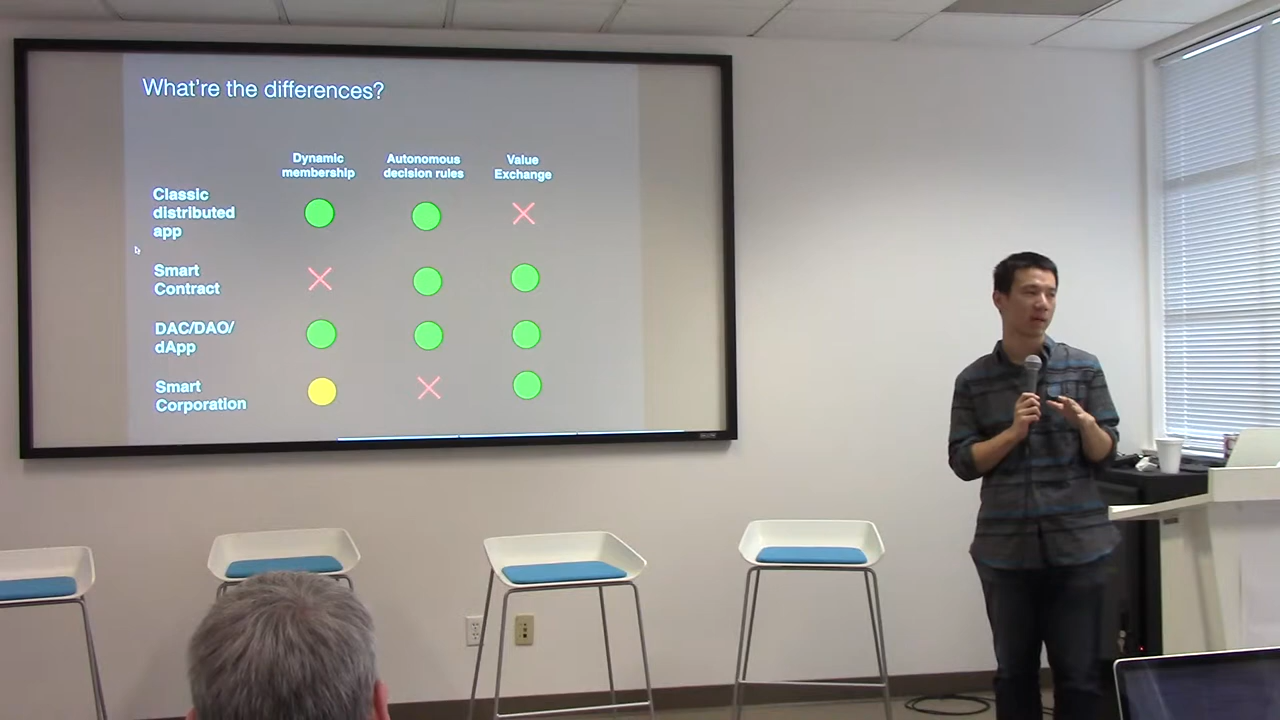 What're the differences?
Dynamic
membership
Autonomous
decision rules
Value
Exchange
Classic
distributed
app
Smart
Contract
DAC/DAO/
dApp
Smart
Corporation